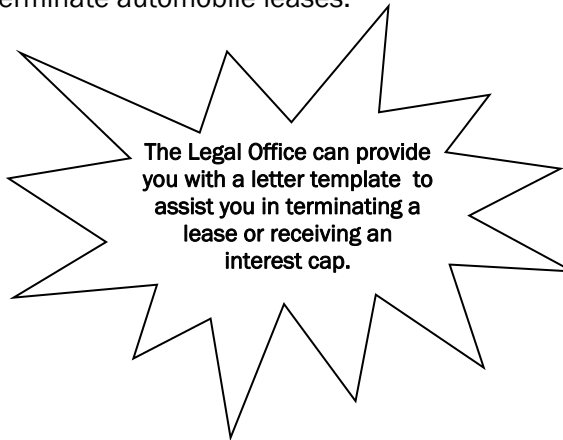 erminate automobile leases.
The Legal Office can provide
you with a letter template  to
assist you in terminating a
lease or receiving an
interest cap.